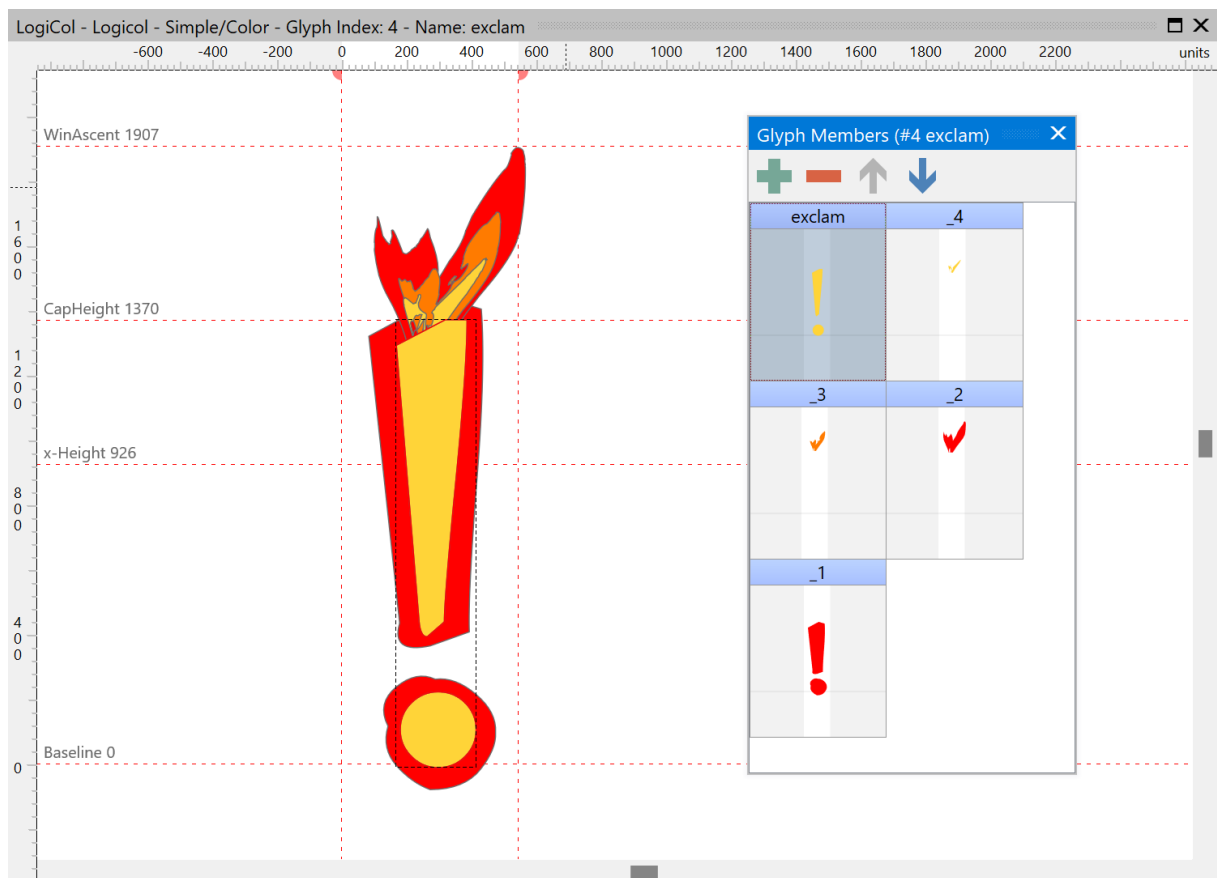 LogiCol - Logicol - Simple/Color - Glyph Index: 4 - Name: exclam
-600 -400 -200 0 200 400 600 800 1000 1200 1400 1600 1800 2000 2200 units
WinAscent 1907
Glyph Members (#4 exclam)
exclam _4
1600
CapHeight 1370
1200
_3 _2
x-Height 926
800
_1
400
Baseline 0
0